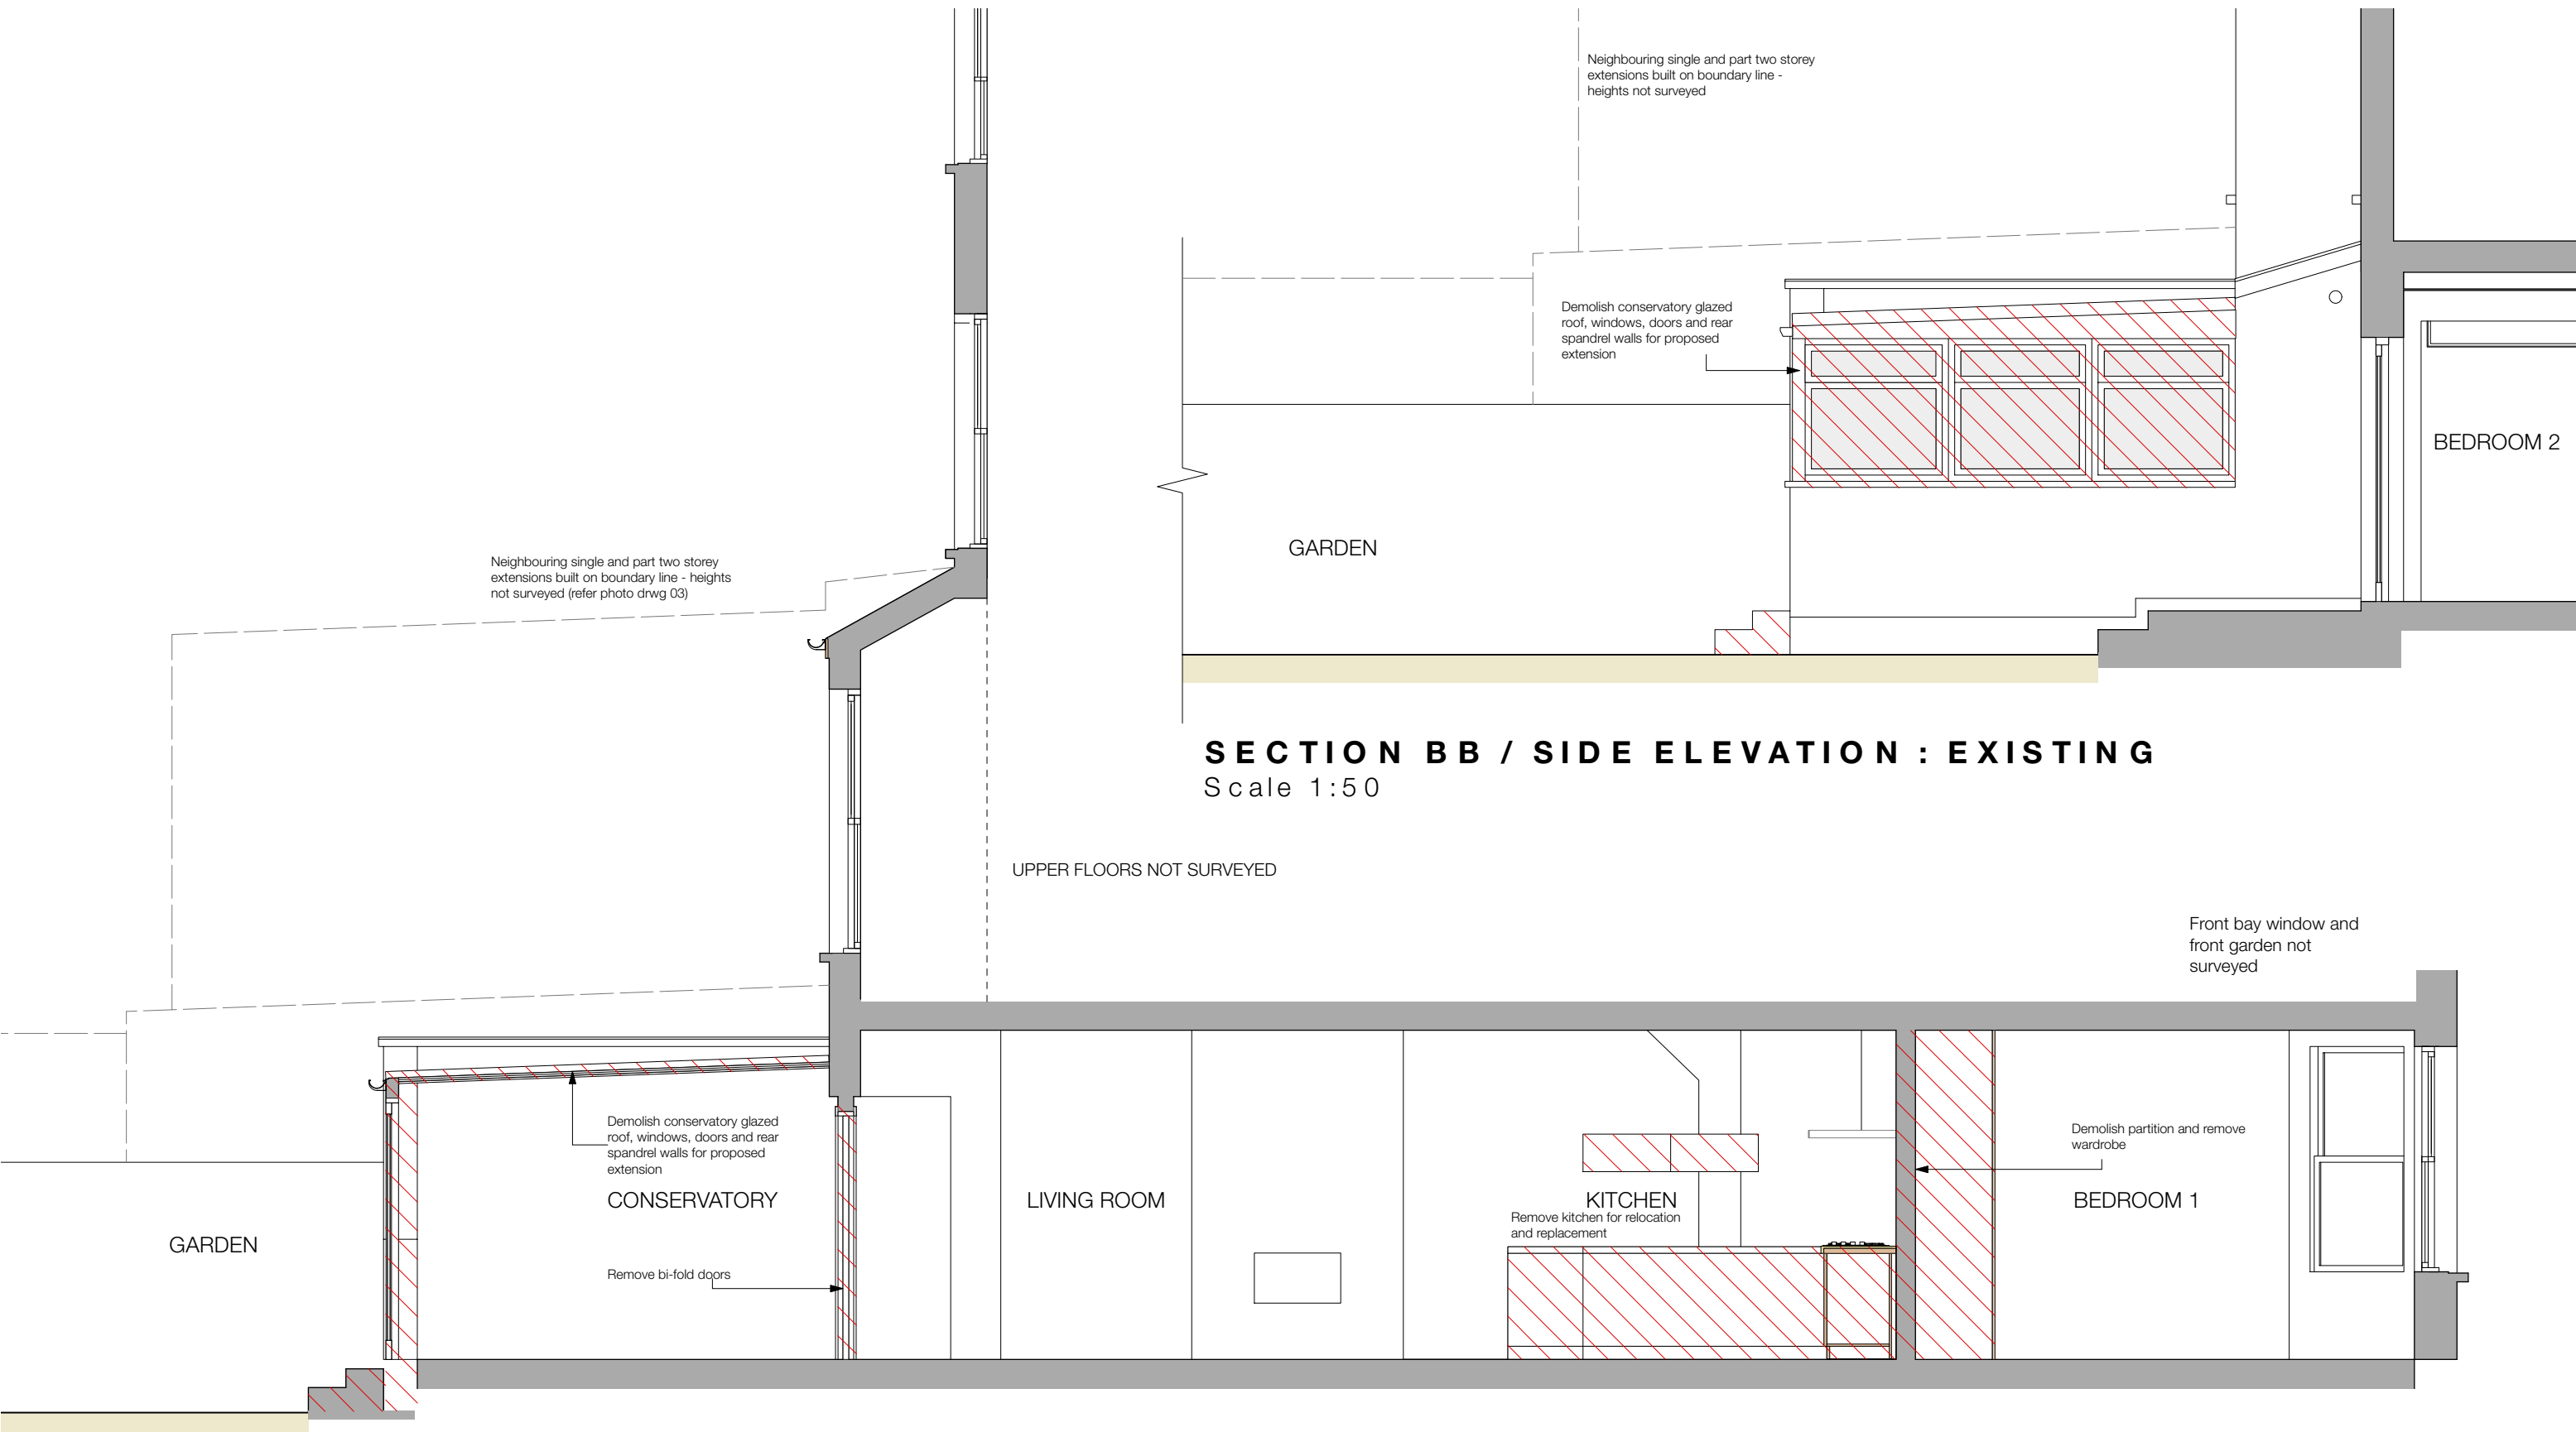 Neighbouring single and part two storey
extensions built on boundary line -
heights not surveyed
Demolish conservatory glazed
roof, windows, doors and rear
spandrel walls for proposed
extension
BEDROOM 2
GARDEN
Neighbouring single and part two storey
extensions built on boundary line - heights
not surveyed (refer photo drwg 03)
SECTION BB / SIDE ELEVATION : EXISTING
Scale 1:50
UPPER FLOORS NOT SURVEYED
Front bay window and
front garden not
surveyed
Demolish conservatory glazed
roof, windows, doors and rear
spandrel walls for proposed
extension
CONSERVATORY
LIVING ROOM
KITCHEN
Remove kitchen for relocation
and replacement
Demolish partition and remove
wardrobe
BEDROOM 1
GARDEN
Remove bi-fold doors